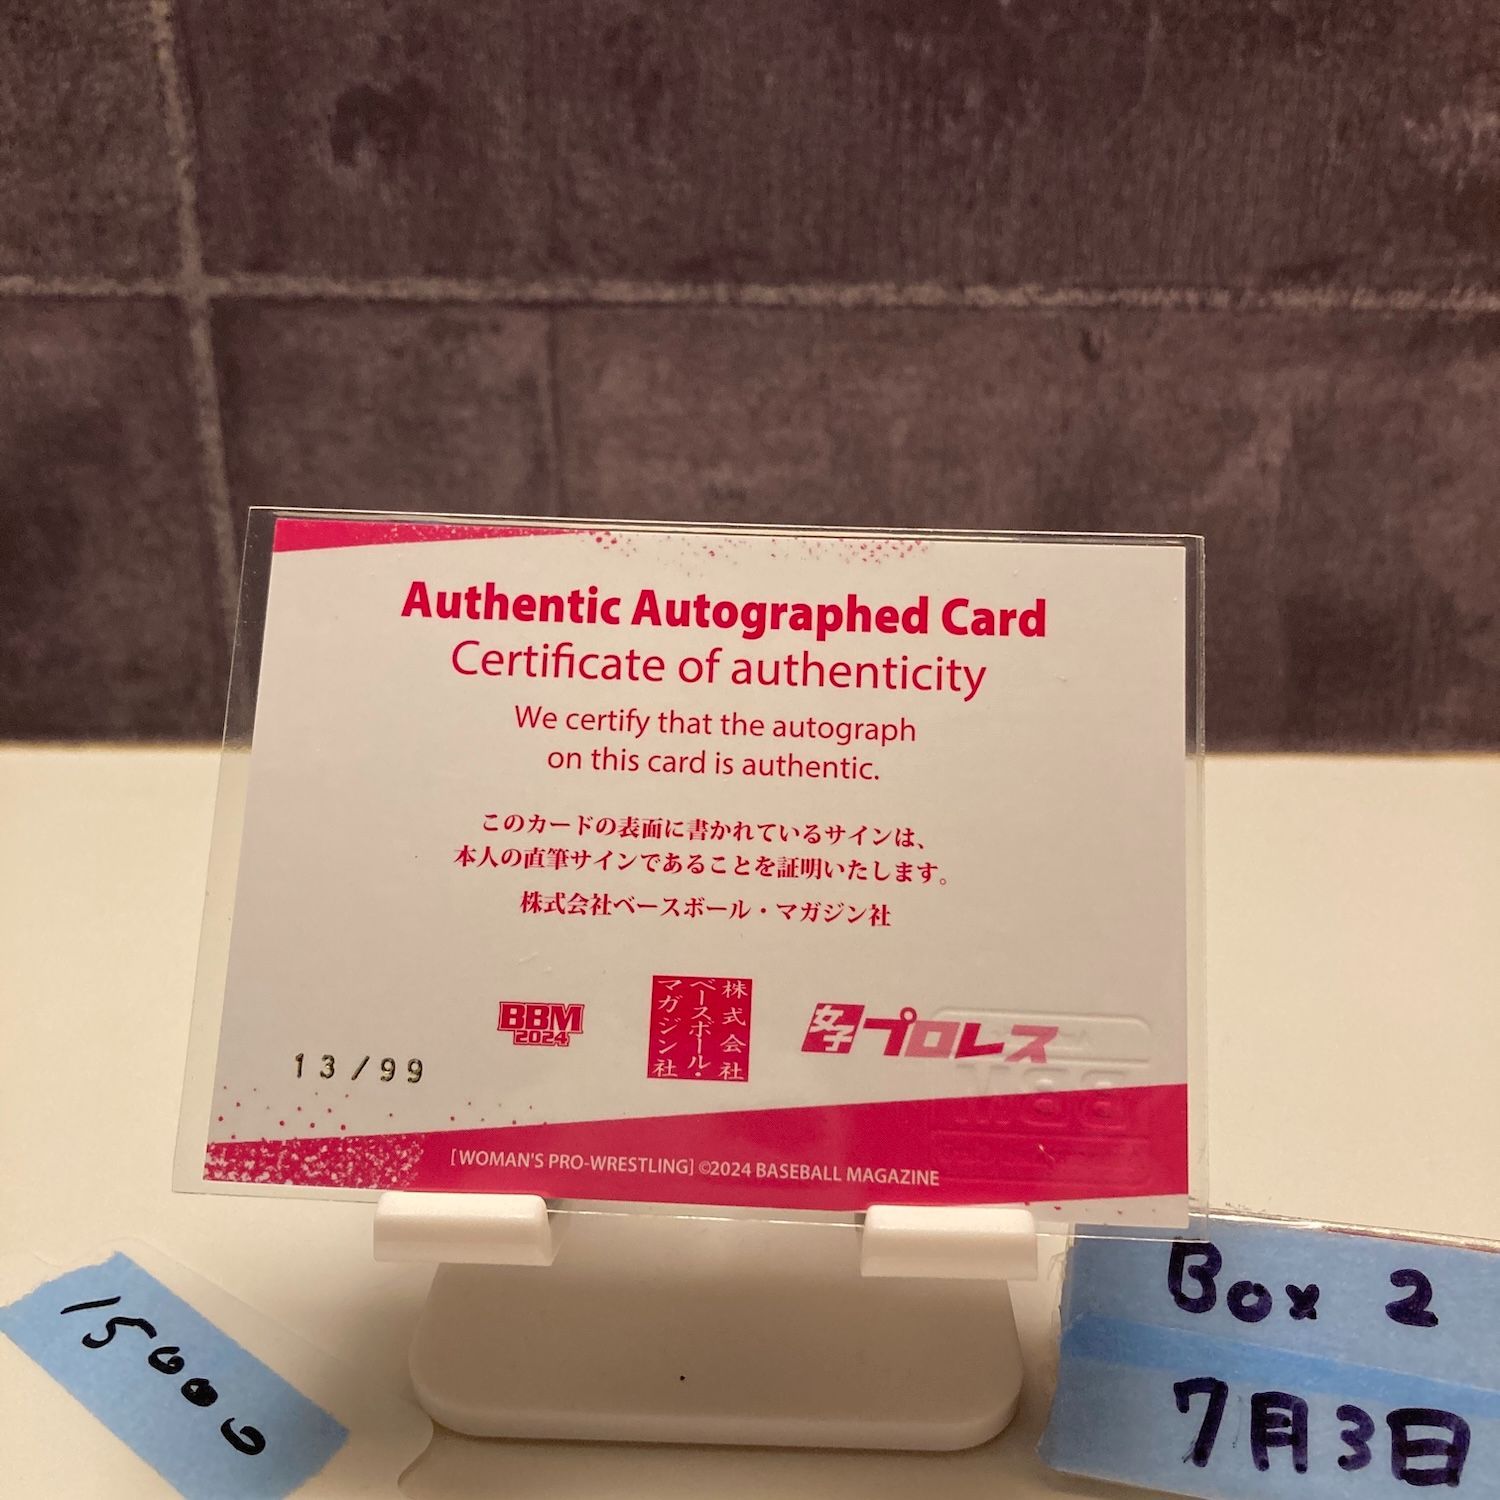 Authentic Autographed Card
Certificate of authenticity
We certify that the autograph
on this card is authentic.
このカードの表面に書かれているサインは、
本人の直筆サインであることを証明いたします。
株式会社ベースボール・マガジン社
BBM
2024
株式会社
ベースボール・
マガジン社
女子プロレス
BBM
13/99
[WOMAN'S PRO-WRESTLING] ©2024 BASEBALL MAGAZINE
15000
Box 2
7月3日